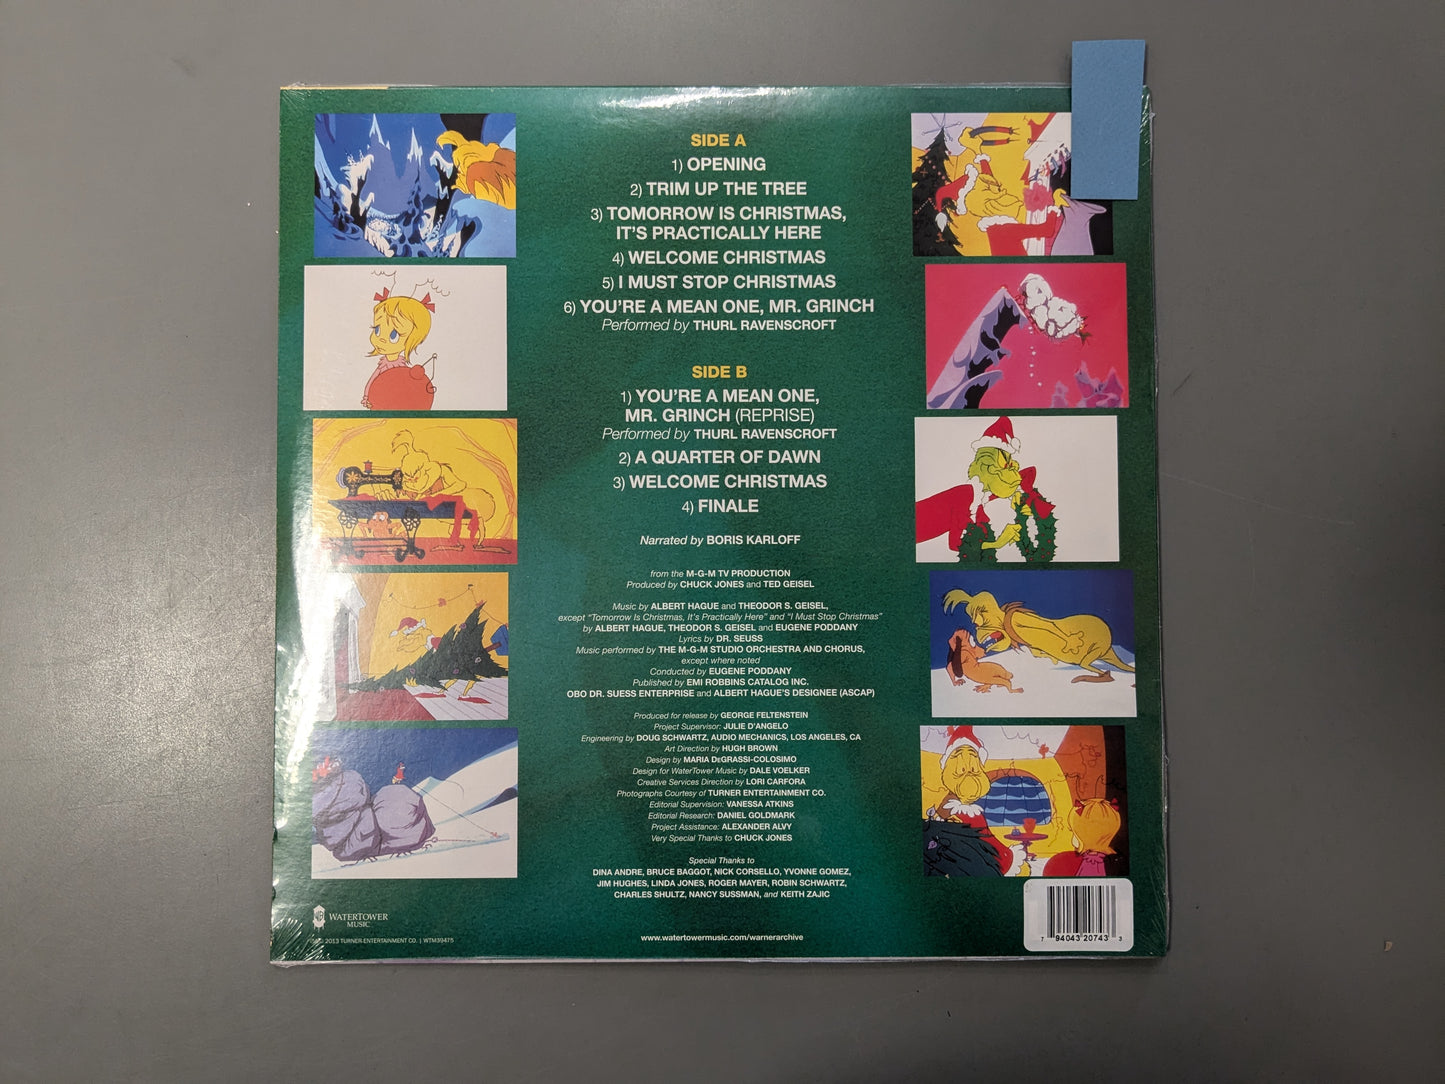 SIDE A
1) OPENING
2) TRIM UP THE TREE
3) TOMORROW IS CHRISTMAS,
IT'S PRACTICALLY HERE
4) WELCOME CHRISTMAS
5) I MUST STOP CHRISTMAS
6) YOU'RE A MEAN ONE, MR. GRINCH
Performed by THURL RAVENSCROFT
SIDE B
1) YOU'RE A MEAN ONE,
MR. GRINCH (REPRISE)
Performed by THURL RAVENSCROFT
2) A QUARTER OF DAWN
3) WELCOME CHRISTMAS
4) FINALE
Narrated by BORIS KARLOFF
from the M-G-M TV PRODUCTION
Produced by CHUCK JONES and TED GEISEL
Music by ALBERT HAGUE and THEODOR S. GEISEL,
except "Tomorrow Is Christmas, It's Practically Here" and "I Must Stop Christmas"
by ALBERT HAGUE, THEODOR S. GEISEL and EUGENE PODDANY
Lyrics by DR. SEUSS
Music performed by THE M-G-M STUDIO ORCHESTRA AND CHORUS,
except where noted
Conducted by EUGENE PODDANY
Published by EMI ROBBINS CATALOG INC.
OBO DR. SUESS ENTERPRISE and ALBERT HAGUE'S DESIGNEE (ASCAP)
Produced for release by GEORGE FELTENSTEIN
Project Supervisor: JULIE D'ANGELO
Engineering by DOUG SCHWARTZ, AUDIO MECHANICS, LOS ANGELES, CA
Art Direction by HUGH BROWN
Design by MARIA DeGRASSI-COLOSIMO
Design for WaterTower Music by DALE VOELKER
Creative Services Direction by LORI CARFORA
Photographs Courtesy of TURNER ENTERTAINMENT CO.
Editorial Supervision: VANESSA ATKINS
Editorial Research: DANIEL GOLDMARK
Project Assistance: ALEXANDER ALVY
Very Special Thanks to CHUCK JONES
Special Thanks to
DINA ANDRE, BRUCE BAGGOT, NICK CORSELLO, YVONNE GOMEZ,
JIM HUGHES, LINDA JONES, ROGER MAYER, ROBIN SCHWARTZ,
CHARLES SHULTZ, NANCY SUSSMAN, and KEITH ZAJIC
WATERTOWER
MUSIC
2013 TURNER ENTERTAINMENT CO. | WTM39475
www.watertowermusic.com/warnerarchive
7 94043 20743 3